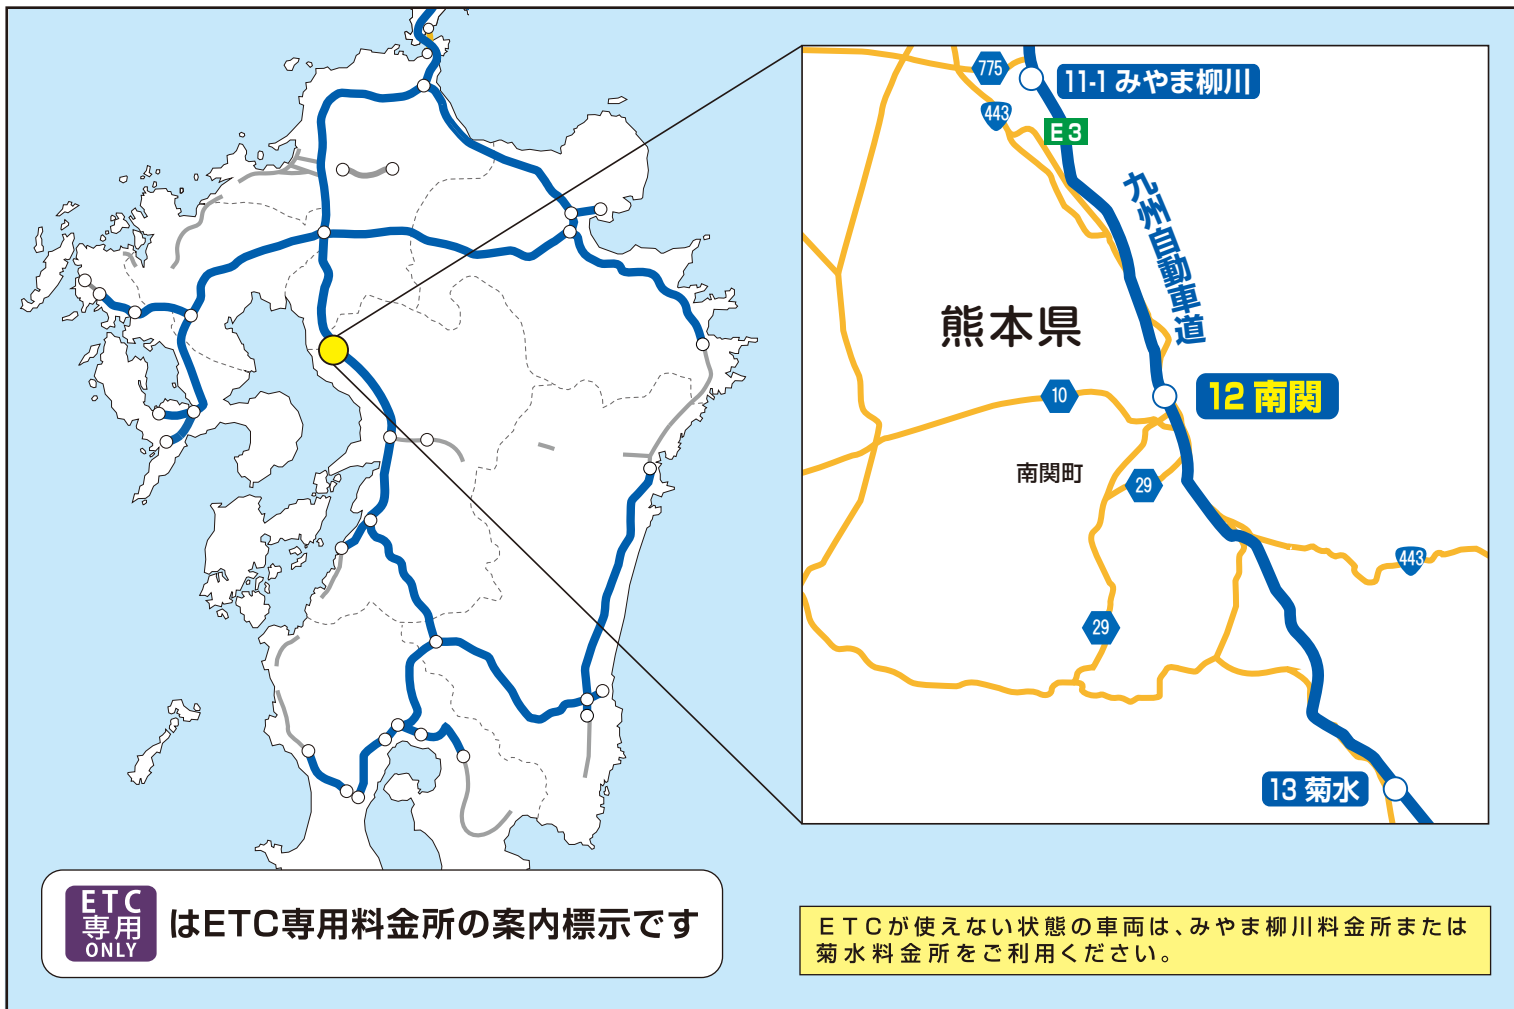 775
11-1 みやま柳川
443
E3
九州自動車道
熊本県
10
12 南関
南関町
29
443
29
13 菊水
ETC
専用
ONLY
はETC専用料金所の案内標示です
ETCが使えない状態の車両は、みやま柳川料金所または
菊水料金所をご利用ください。